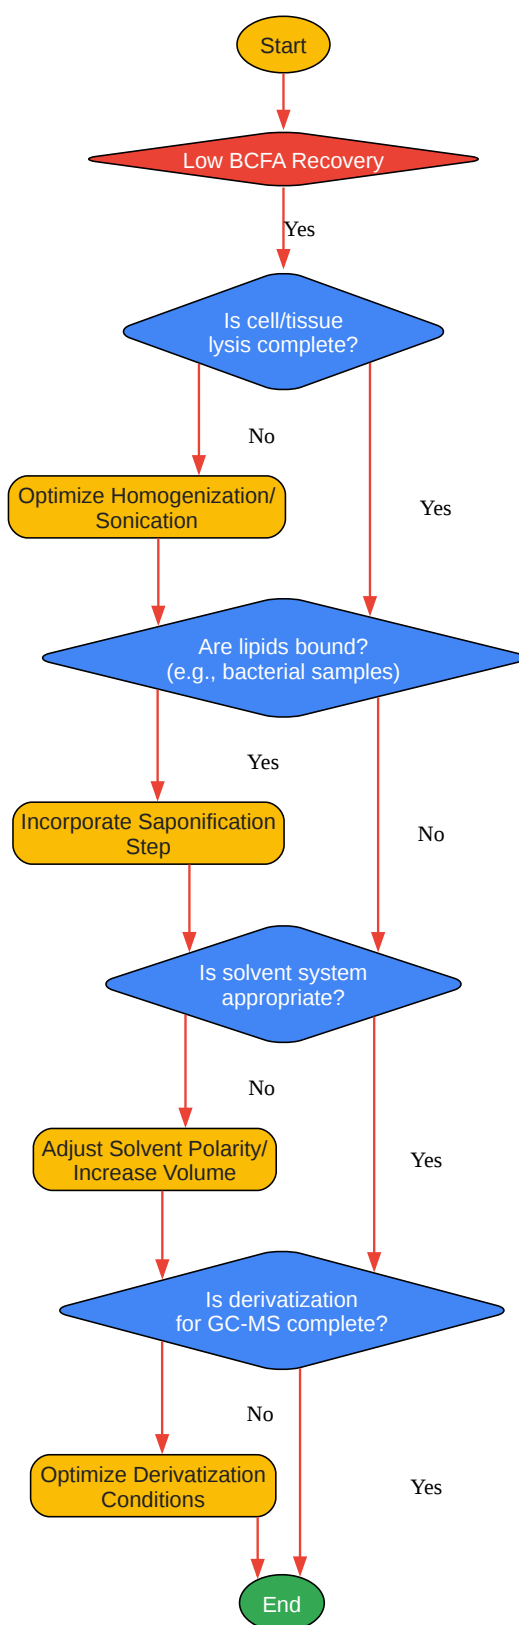 Start
Low BCFA Recovery
Yes
Is cell/tissue
lysis complete?
No
Optimize Homogenization/
Sonication
Yes
Are lipids bound?
(e.g., bacterial samples)
Yes
Incorporate Saponification
Step
No
Is solvent system
appropriate?
No
Adjust Solvent Polarity/
Increase Volume
Yes
Is derivatization
for GC-MS complete?
No
Optimize Derivatization
Conditions
Yes
End